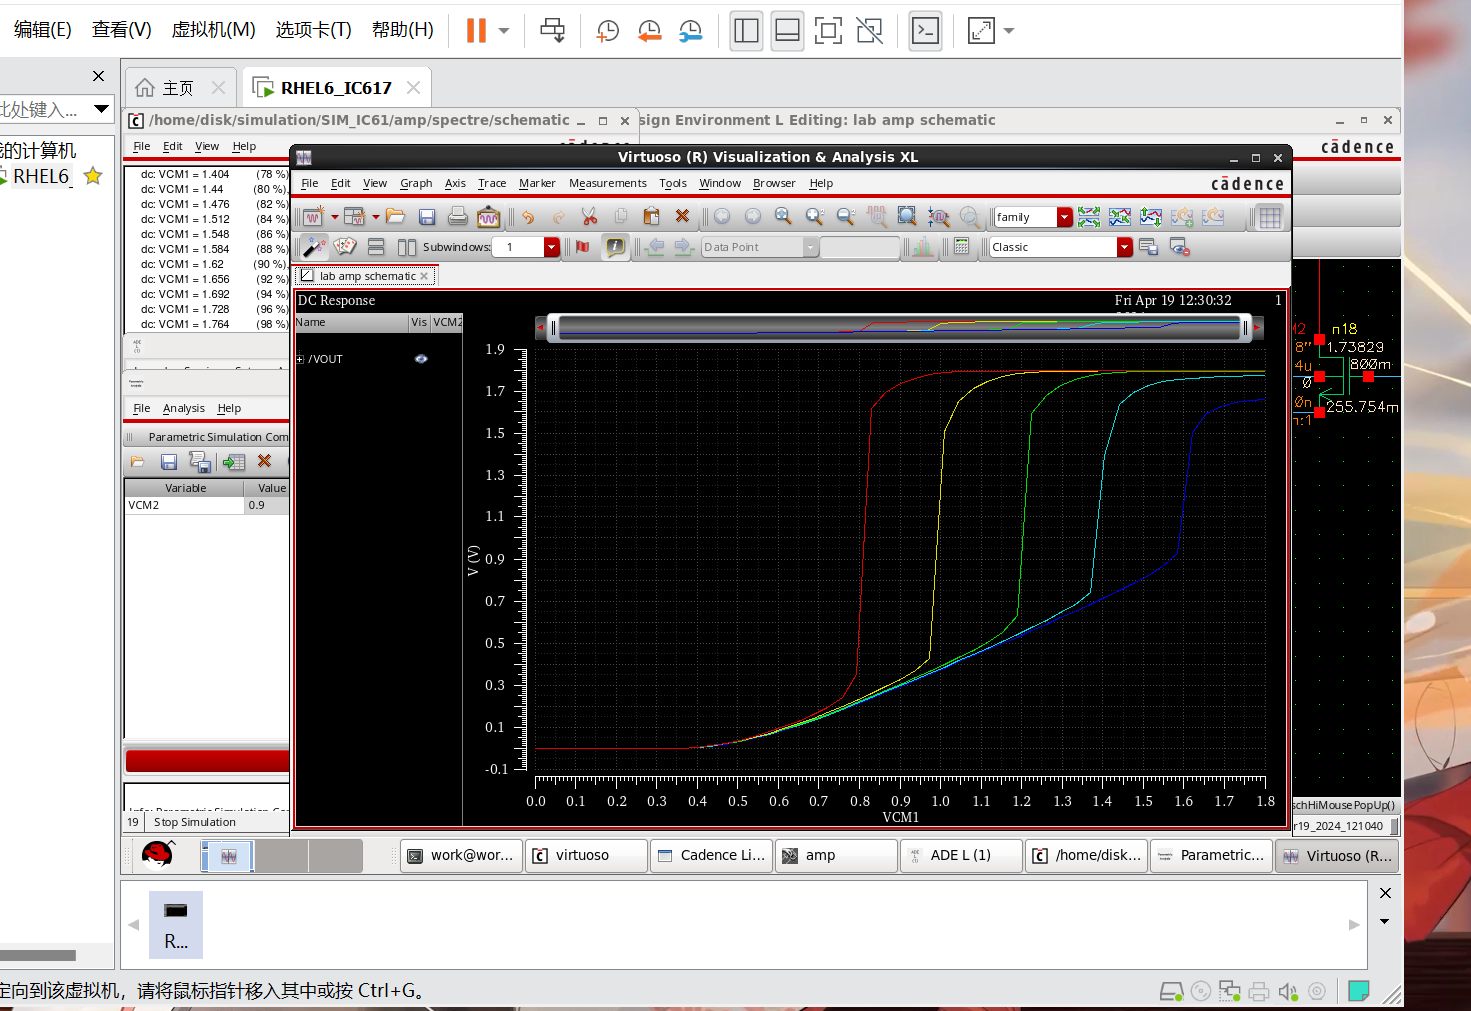 编辑(E) 查看(V) 虚拟机(M) 选项卡(T) 帮助(H)
此处键入...
我的计算机
RHEL6_
主页
RHEL6_IC617
/home/disk/simulation/SIM_IC61/amp/spectre/schematic
sign Environment L Editing: lab amp schematic
File Edit View Help
cādence
dc: VCM1 = 1.404 (78 %)
dc: VCM1 = 1.44 (80 %),
dc: VCM1 = 1.476 (82 %)
dc: VCM1 = 1.512 (84 %)
dc: VCM1 = 1.548 (86 %)
dc: VCM1 = 1.584 (88 %)
dc: VCM1 = 1.62 (90 %),
dc: VCM1 = 1.656 (92 %)
dc: VCM1 = 1.692 (94 %)
dc: VCM1 = 1.728 (96 %)
dc: VCM1 = 1.764 (98 %)
File Analysis Help
Parametric Simulation Com
Variable Value
VCM2 0.9
19 Stop Simulation
Virtuoso (R) Visualization & Analysis XL
File Edit View Graph Axis Trace Marker Measurements Tools Window Browser Help
cādence
family
Subwindows: 1
Data Point
Classic
lab amp schematic
DC Response
Fri Apr 19 12:30:32
1
Name Vis VCM2
/VOUT
1.9
1.7
1.5
1.3
1.1
0.9
0.7
0.5
0.3
0.1
-0.1
V (V)
0.0 0.1 0.2 0.3 0.4 0.5 0.6 0.7 0.8 0.9 1.0 1.1 1.2 1.3 1.4 1.5 1.6 1.7 1.8
VCM1
n18
1.73829
800m
255.754m
schHiMousePopUp()
r19_2024_121040
work@wor...
virtuoso
Cadence Li...
amp
ADE L (1)
/home/disk...
Parametric...
Virtuoso (R...
R...
定向到该虚拟机，请将鼠标指针移入其中或按 Ctrl+G。